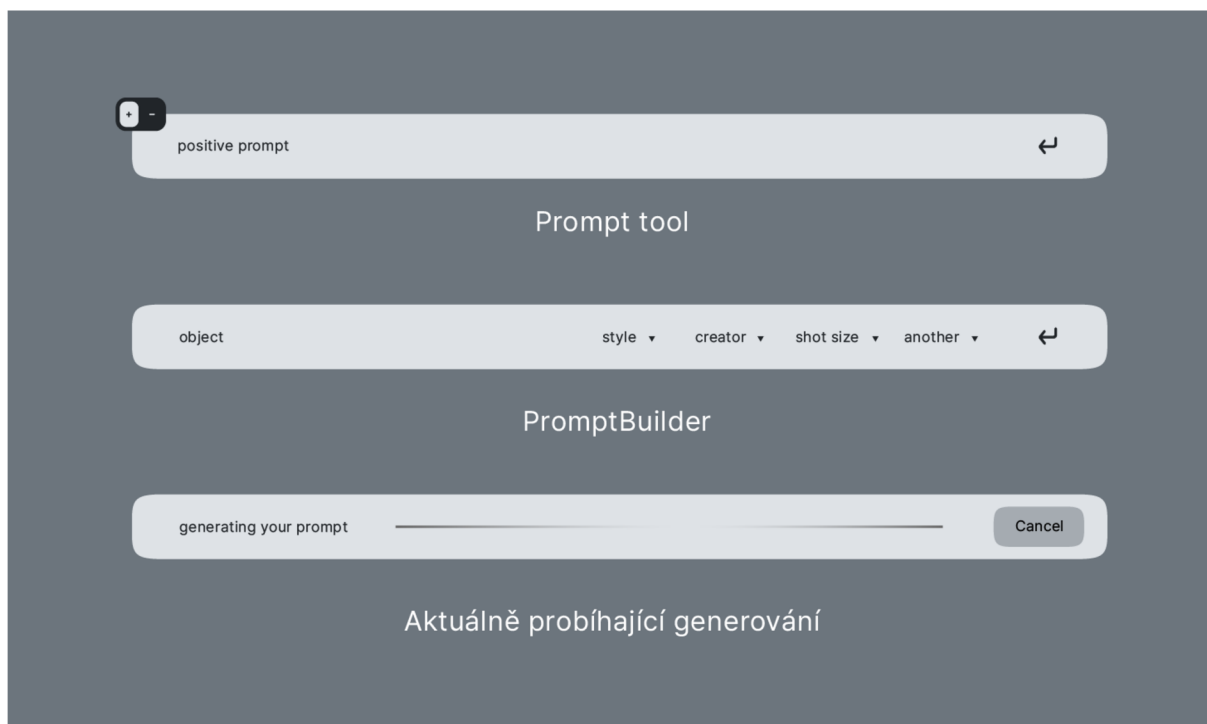 + -
positive prompt
Prompt tool
object style ▾ creator ▾ shot size ▾ another ▾
PromptBuilder
generating your prompt Cancel
Aktuálně probíhající generování